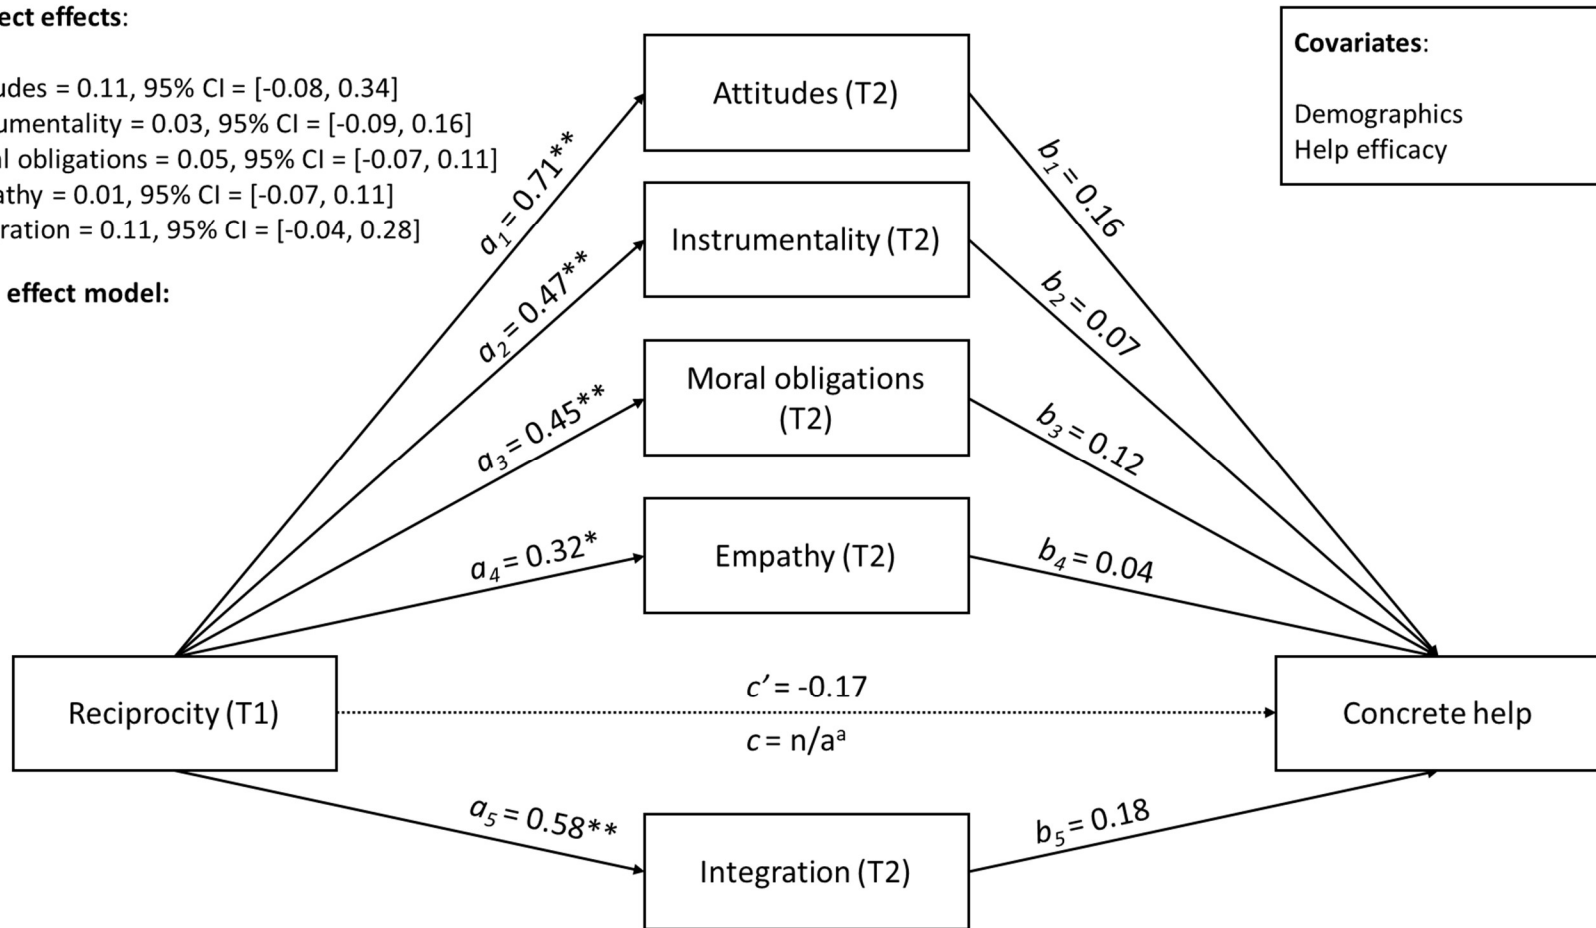 ect effects:
udes = 0.11, 95% CI = [-0.08, 0.34]
umentality = 0.03, 95% CI = [-0.09, 0.16]
l obligations = 0.05, 95% CI = [-0.07, 0.11]
athy = 0.01, 95% CI = [-0.07, 0.11]
ration = 0.11, 95% CI = [-0.04, 0.28]
effect model:
Covariates:
Demographics
Help efficacy
Attitudes (T2)
Instrumentality (T2)
Moral obligations
(T2)
Empathy (T2)
Integration (T2)
Reciprocity (T1)
Concrete help
a₁ = 0.71**
a₂ = 0.47**
a₃ = 0.45**
a₄ = 0.32*
a₅ = 0.58**
b₁ = 0.16
b₂ = 0.07
b₃ = 0.12
b₄ = 0.04
b₅ = 0.18
c′ = -0.17
c = n/aᵃ